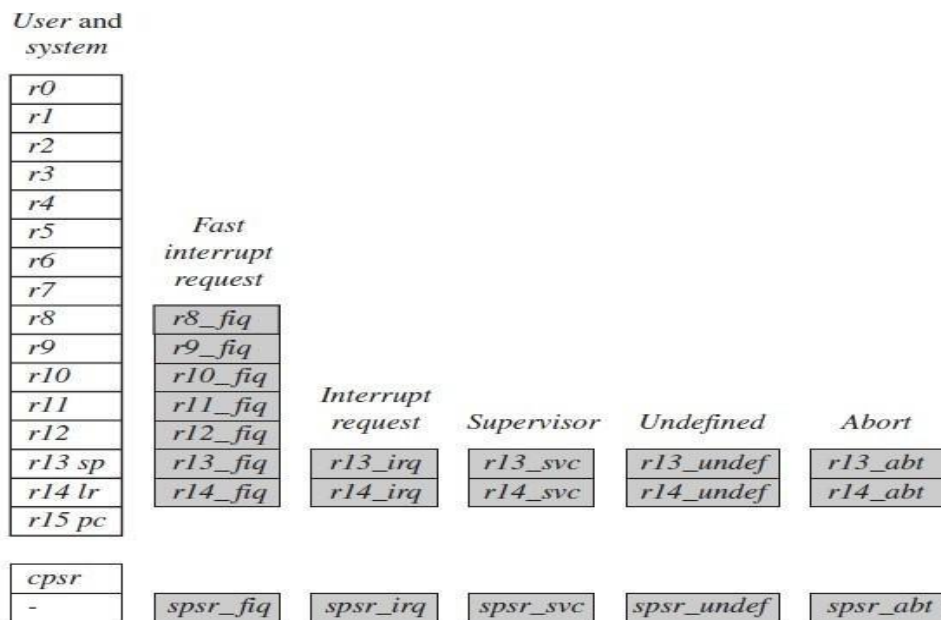 User and
system
r0
r1
r2
r3
r4
r5
r6
r7
r8
r9
r10
r11
r12
r13 sp
r14 lr
r15 pc
cpsr
-
Fast
interrupt
request
r8_fiq
r9_fiq
r10_fiq
r11_fiq
r12_fiq
r13_fiq
r14_fiq
spsr_fiq
Interrupt
request
r13_irq
r14_irq
spsr_irq
Supervisor
r13_svc
r14_svc
spsr_svc
Undefined
r13_undef
r14_undef
spsr_undef
Abort
r13_abt
r14_abt
spsr_abt